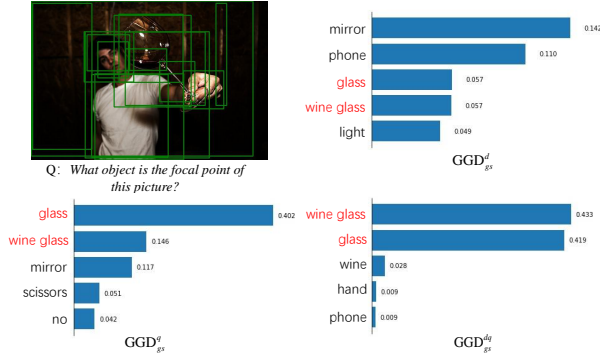 Q: What object is the focal point of
this picture?
mirror 0.142
phone 0.110
glass 0.057
wine glass 0.057
light 0.049
GGD^d_gs
glass 0.402
wine glass 0.146
mirror 0.117
scissors 0.051
no 0.042
GGD^q_gs
wine glass 0.433
glass 0.419
wine 0.028
hand 0.009
phone 0.009
GGD^dq_gs